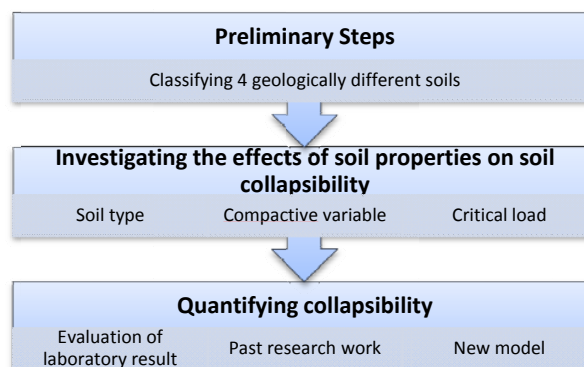 Preliminary Steps
Classifying 4 geologically different soils
Investigating the effects of soil properties on soil
collapsibility
Soil type
Compactive variable
Critical load
Quantifying collapsibility
Evaluation of
laboratory result
Past research work
New model